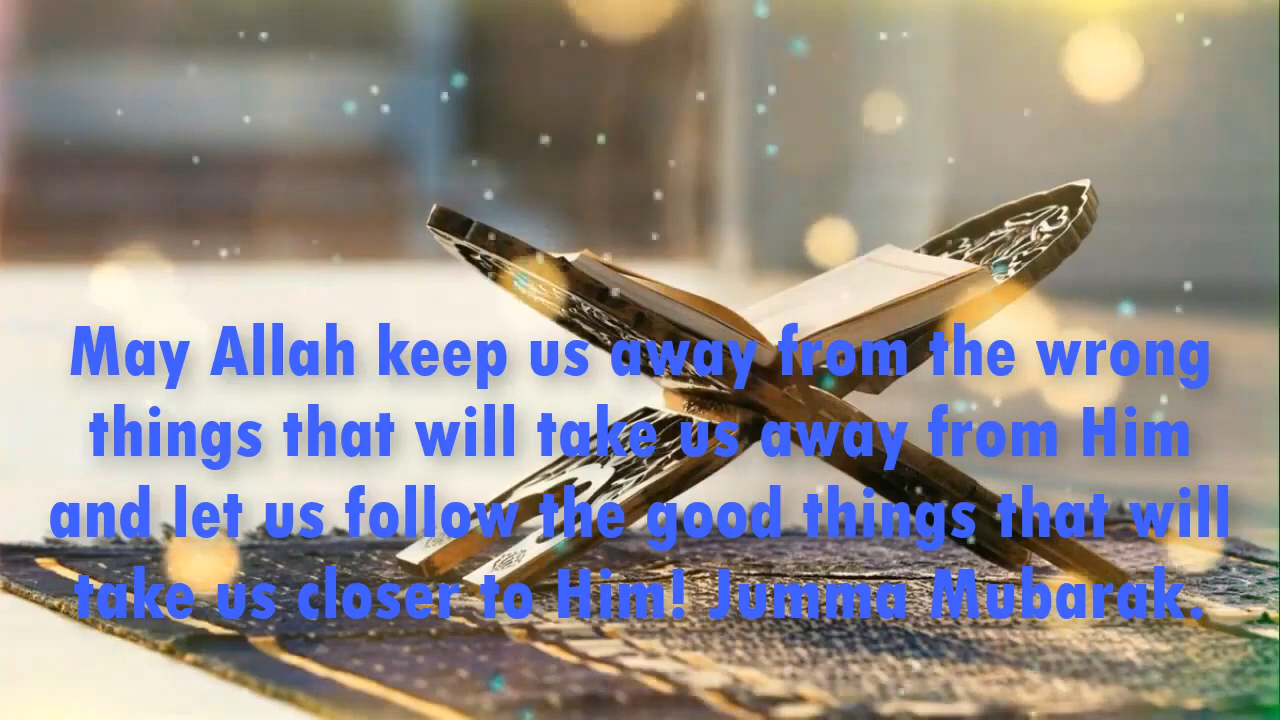 May Allah keep us away from the wrong
things that will take us away from Him
and let us follow the good things that will
take us closer to Him! Jumma Mubarak.